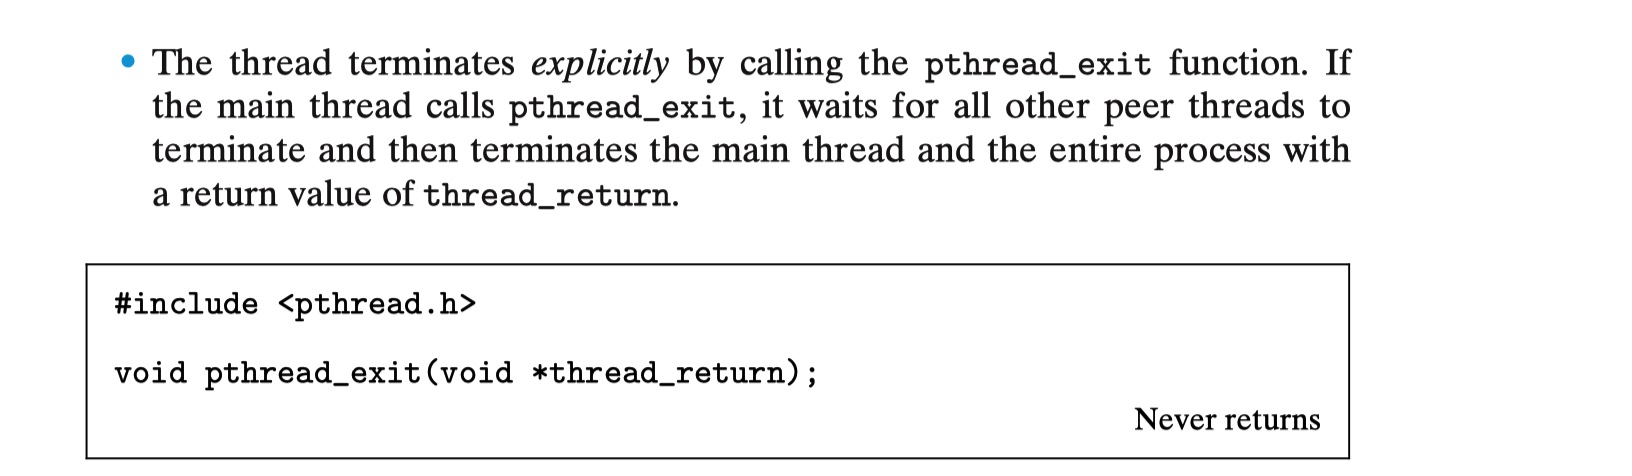 • The thread terminates explicitly by calling the pthread_exit function. If
the main thread calls pthread_exit, it waits for all other peer threads to
terminate and then terminates the main thread and the entire process with
a return value of thread_return.
#include <pthread.h>
void pthread_exit(void *thread_return);
Never returns